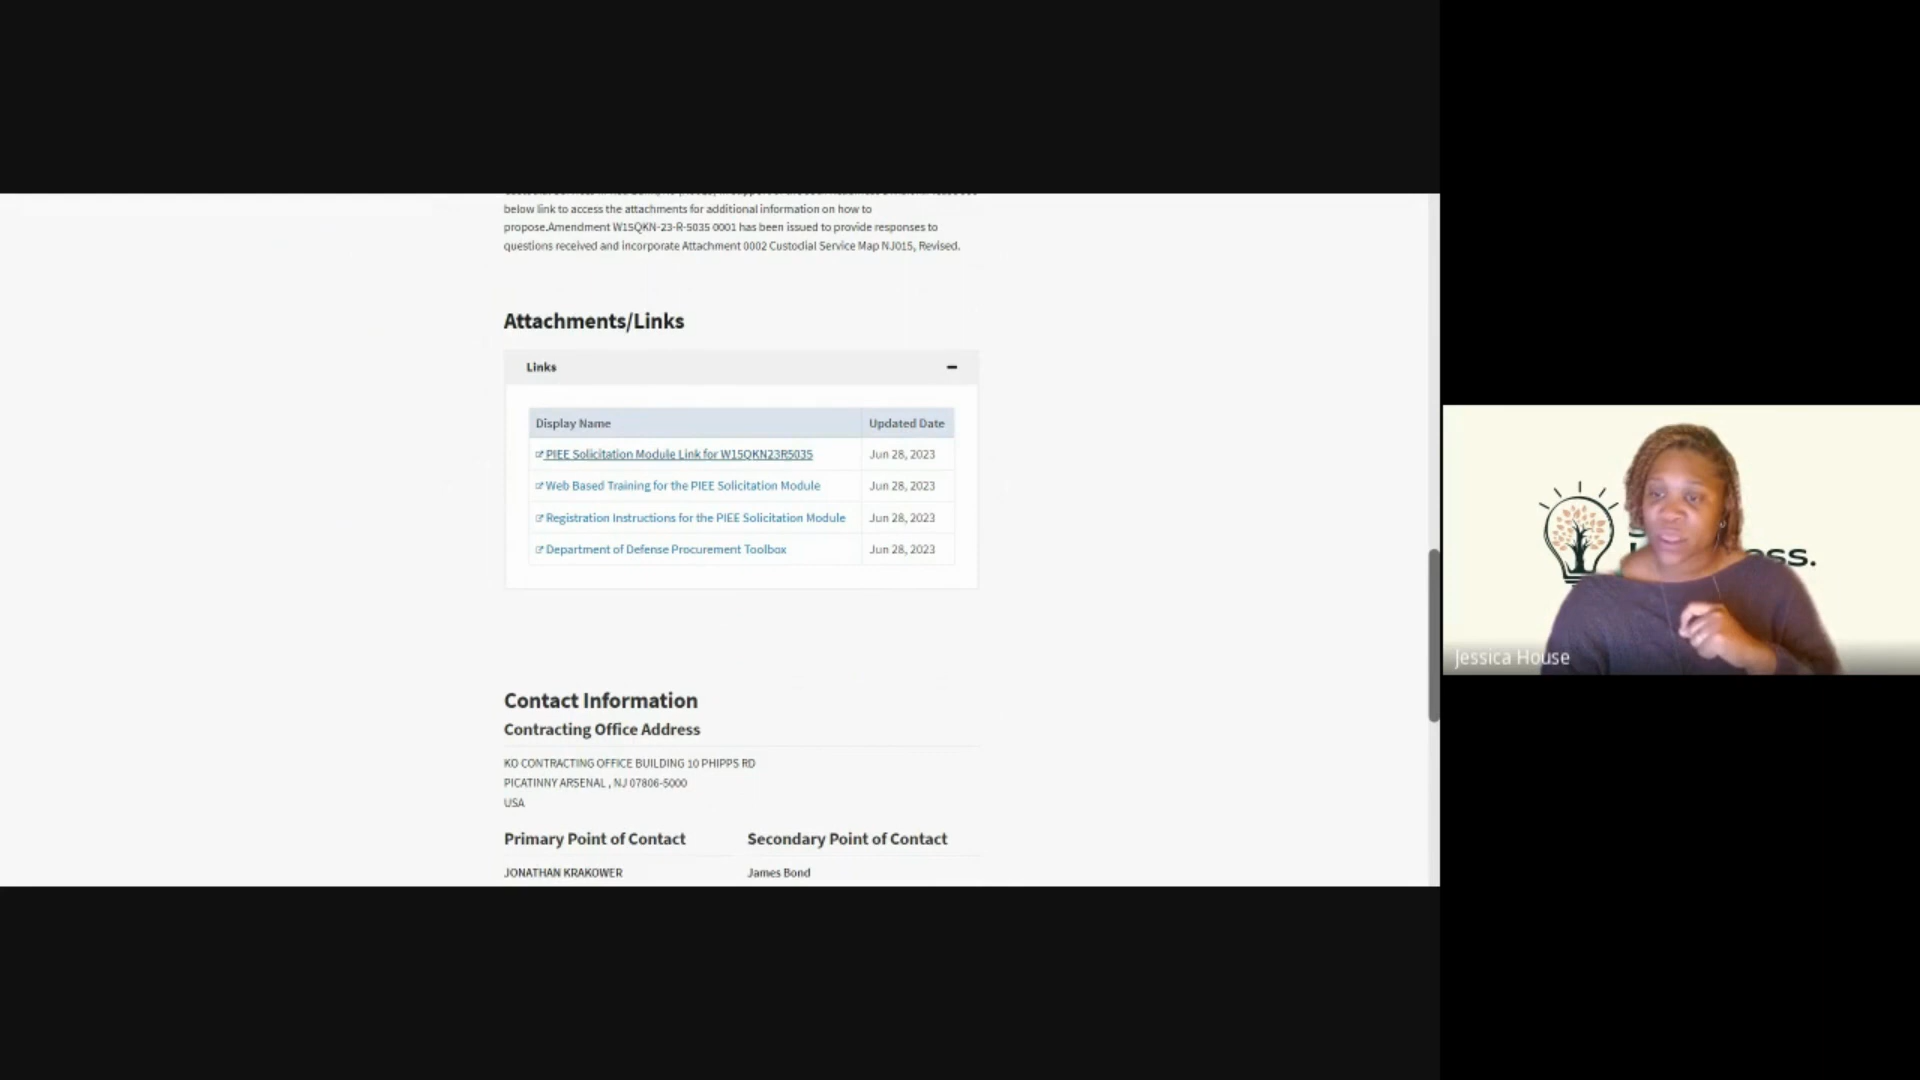 below link to access the attachments for additional information on how to
propose.Amendment W15QKN-23-R-5035 0001 has been issued to provide responses to
questions received and incorporate Attachment 0002 Custodial Service Map NJ015, Revised.
Attachments/Links
Links
Display Name Updated Date
PIEE Solicitation Module Link for W15QKN23R5035 Jun 28, 2023
Web Based Training for the PIEE Solicitation Module Jun 28, 2023
Registration Instructions for the PIEE Solicitation Module Jun 28, 2023
Department of Defense Procurement Toolbox Jun 28, 2023
Contact Information
Contracting Office Address
KO CONTRACTING OFFICE BUILDING 10 PHIPPS RD
PICATINNY ARSENAL , NJ 07806-5000
USA
Primary Point of Contact Secondary Point of Contact
JONATHAN KRAKOWER James Bond
Jessica House